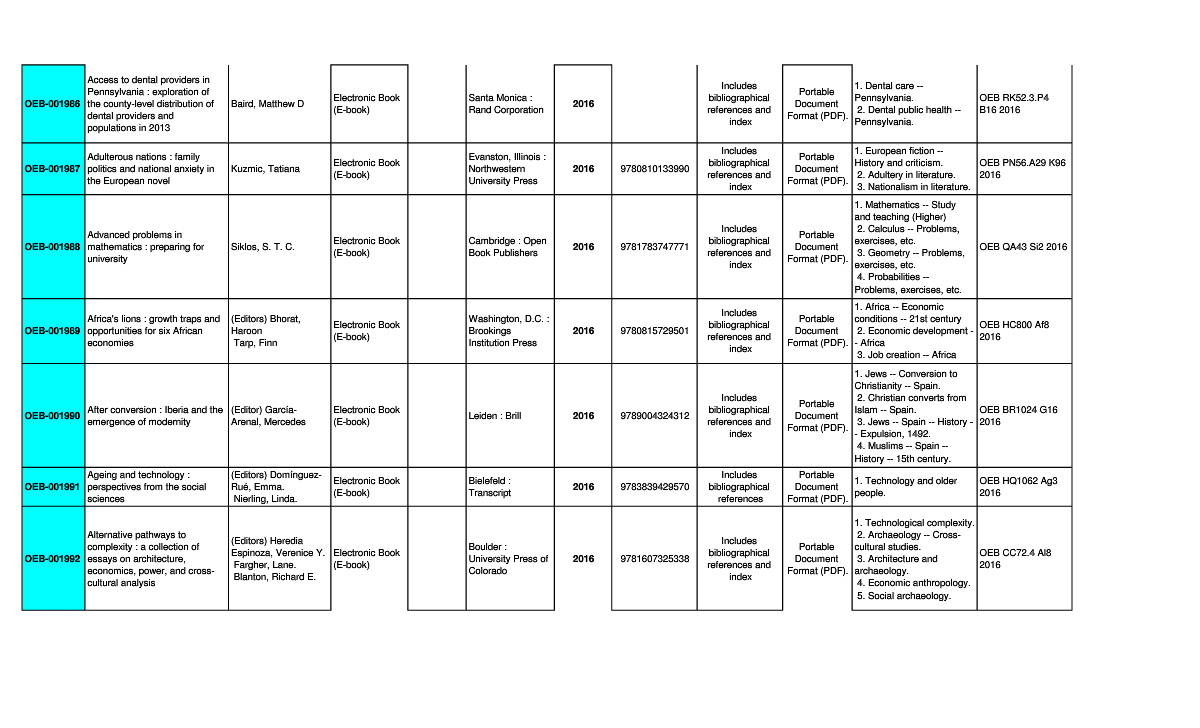 OEB-001986
Access to dental providers in
Pennsylvania : exploration of
the county-level distribution of
dental providers and
populations in 2013
Baird, Matthew D
Electronic Book
(E-book)
Santa Monica :
Rand Corporation
2016
Includes
bibliographical
references and
index
Portable
Document
Format (PDF).
1. Dental care --
Pennsylvania.
2. Dental public health --
Pennsylvania.
OEB RK52.3.P4
B16 2016
OEB-001987
Adulterous nations : family
politics and national anxiety in
the European novel
Kuzmic, Tatiana
Electronic Book
(E-book)
Evanston, Illinois :
Northwestern
University Press
2016
9780810133990
Includes
bibliographical
references and
index
Portable
Document
Format (PDF).
1. European fiction --
History and criticism.
2. Adultery in literature.
3. Nationalism in literature.
OEB PN56.A29 K96
2016
OEB-001988
Advanced problems in
mathematics : preparing for
university
Siklos, S. T. C.
Electronic Book
(E-book)
Cambridge : Open
Book Publishers
2016
9781783747771
Includes
bibliographical
references and
index
Portable
Document
Format (PDF).
1. Mathematics -- Study
and teaching (Higher)
2. Calculus -- Problems,
exercises, etc.
3. Geometry -- Problems,
exercises, etc.
4. Probabilities --
Problems, exercises, etc.
OEB QA43 Si2 2016
OEB-001989
Africa's lions : growth traps and
opportunities for six African
economies
(Editors) Bhorat,
Haroon
Tarp, Finn
Electronic Book
(E-book)
Washington, D.C. :
Brookings
Institution Press
2016
9780815729501
Includes
bibliographical
references and
index
Portable
Document
Format (PDF).
1. Africa -- Economic
conditions -- 21st century
2. Economic development -
- Africa
3. Job creation -- Africa
OEB HC800 Af8
2016
OEB-001990
After conversion : Iberia and the
emergence of modernity
(Editor) García-
Arenal, Mercedes
Electronic Book
(E-book)
Leiden : Brill
2016
9789004324312
Includes
bibliographical
references and
index
Portable
Document
Format (PDF).
1. Jews -- Conversion to
Christianity -- Spain.
2. Christian converts from
Islam -- Spain.
3. Jews -- Spain -- History -
- Expulsion, 1492.
4. Muslims -- Spain --
History -- 15th century.
OEB BR1024 G16
2016
OEB-001991
Ageing and technology :
perspectives from the social
sciences
(Editors) Domínguez-
Rué, Emma.
Nierling, Linda.
Electronic Book
(E-book)
Bielefeld :
Transcript
2016
9783839429570
Includes
bibliographical
references
Portable
Document
Format (PDF).
1. Technology and older
people.
OEB HQ1062 Ag3
2016
OEB-001992
Alternative pathways to
complexity : a collection of
essays on architecture,
economics, power, and cross-
cultural analysis
(Editors) Heredia
Espinoza, Verenice Y.
Fargher, Lane.
Blanton, Richard E.
Electronic Book
(E-book)
Boulder :
University Press of
Colorado
2016
9781607325338
Includes
bibliographical
references and
index
Portable
Document
Format (PDF).
1. Technological complexity.
2. Archaeology -- Cross-
cultural studies.
3. Architecture and
archaeology.
4. Economic anthropology.
5. Social archaeology.
OEB CC72.4 Al8
2016